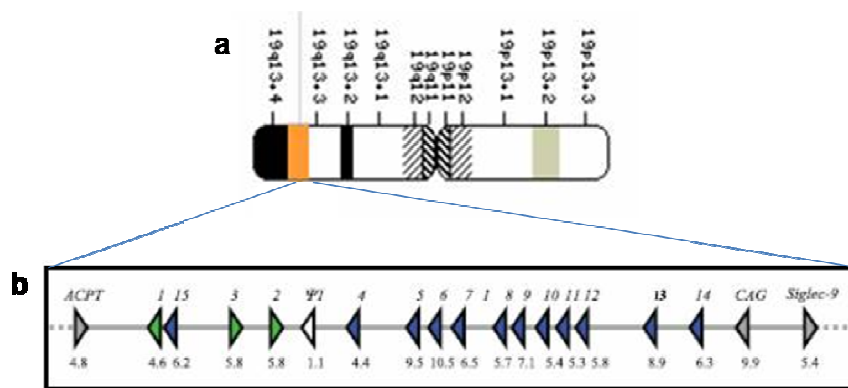 a
19q13.4 19q13.3 19q13.2 19q13.1 19q12 19q11 19p11 19p12 19p13.1 19p13.2 19p13.3
b
ACPT 1 15 3 2 Ψ1 4 5 6 7 1 8 9 10 11 12 13 14 CAG Siglec-9
4.8 4.6 6.2 5.8 5.8 1.1 4.4 9.5 10.5 6.5 5.7 7.1 5.4 5.3 5.8 8.9 6.3 9.9 5.4